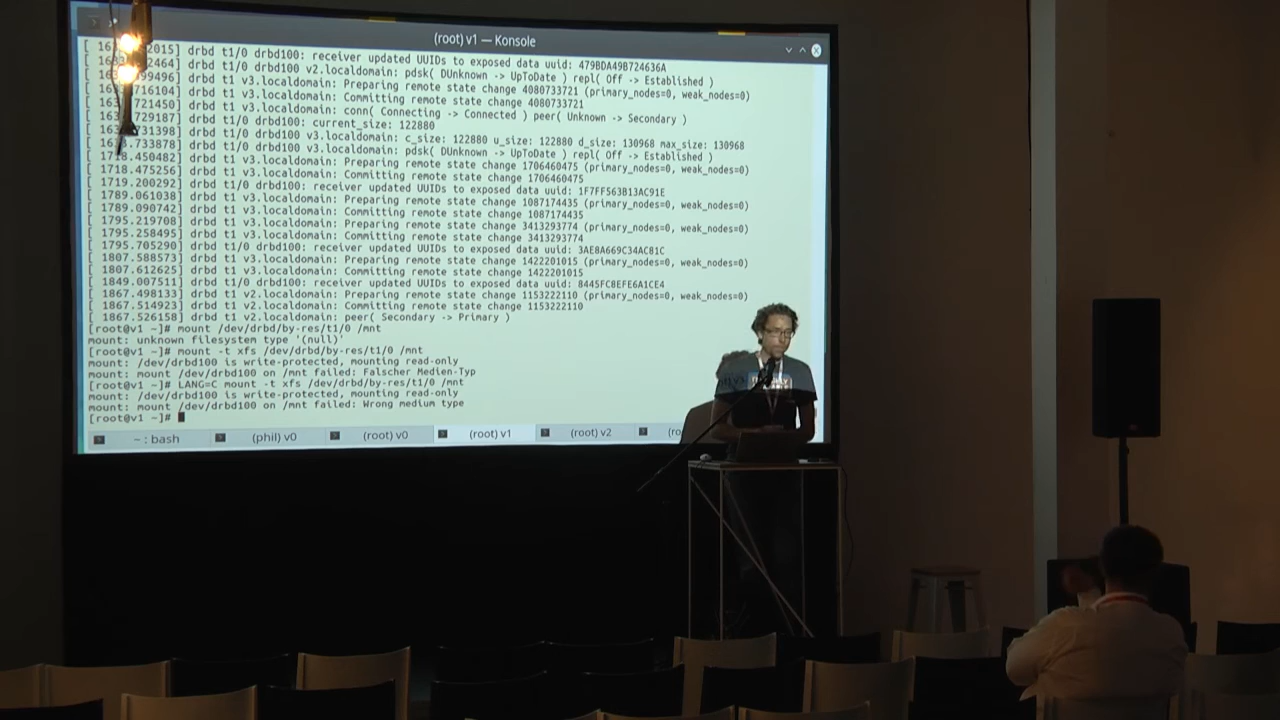 (root) v1 — Konsole
2015] drbd t1/0 drbd100: receiver updated UUIDs to exposed data uuid: 479BDA49B724636A
2464] drbd t1/0 drbd100 v2.localdomain: pdsk( DUnknown -> UpToDate ) repl( Off -> Established )
99496] drbd t1 v3.localdomain: Preparing remote state change 4080733721 (primary_nodes=0, weak_nodes=0)
716104] drbd t1 v3.localdomain: Committing remote state change 4080733721
721450] drbd t1 v3.localdomain: conn( Connecting -> Connected ) peer( Unknown -> Secondary )
729187] drbd t1/0 drbd100: current_size: 122880
731398] drbd t1/0 drbd100 v3.localdomain: c_size: 122880 u_size: 122880 d_size: 130968 max_size: 130968
733878] drbd t1/0 drbd100 v3.localdomain: pdsk( DUnknown -> UpToDate ) repl( Off -> Established )
[ 1718.450482] drbd t1 v3.localdomain: Preparing remote state change 1706460475 (primary_nodes=0, weak_nodes=0)
[ 1718.475256] drbd t1 v3.localdomain: Committing remote state change 1706460475
[ 1719.200292] drbd t1/0 drbd100: receiver updated UUIDs to exposed data uuid: 1F7FF563B13AC91E
[ 1789.061038] drbd t1 v3.localdomain: Preparing remote state change 1087174435 (primary_nodes=0, weak_nodes=0)
[ 1789.090742] drbd t1 v3.localdomain: Committing remote state change 1087174435
[ 1795.219708] drbd t1 v3.localdomain: Preparing remote state change 3413293774 (primary_nodes=0, weak_nodes=0)
[ 1795.258495] drbd t1 v3.localdomain: Committing remote state change 3413293774
[ 1795.705290] drbd t1/0 drbd100: receiver updated UUIDs to exposed data uuid: 3AE8A669C34AC81C
[ 1807.588573] drbd t1 v3.localdomain: Preparing remote state change 1422201015 (primary_nodes=0, weak_nodes=0)
[ 1807.612625] drbd t1 v3.localdomain: Committing remote state change 1422201015
[ 1849.007511] drbd t1/0 drbd100: receiver updated UUIDs to exposed data uuid: 8445FC8EFE6A1CE4
[ 1867.498133] drbd t1 v2.localdomain: Preparing remote state change 1153222110 (primary_nodes=0, weak_nodes=0)
[ 1867.514923] drbd t1 v2.localdomain: Committing remote state change 1153222110
[ 1867.526158] drbd t1 v2.localdomain: peer( Secondary -> Primary )
[root@v1 ~]# mount /dev/drbd/by-res/t1/0 /mnt
mount: unknown filesystem type '(null)'
[root@v1 ~]# mount -t xfs /dev/drbd/by-res/t1/0 /mnt
mount: /dev/drbd100 is write-protected, mounting read-only
mount: mount /dev/drbd100 on /mnt failed: Falscher Medien-Typ
[root@v1 ~]# LANG=C mount -t xfs /dev/drbd/by-res/t1/0 /mnt
mount: /dev/drbd100 is write-protected, mounting read-only
mount: mount /dev/drbd100 on /mnt failed: Wrong medium type
[root@v1 ~]#
~ : bash (phil) v0 (root) v0 (root) v1 (root) v2